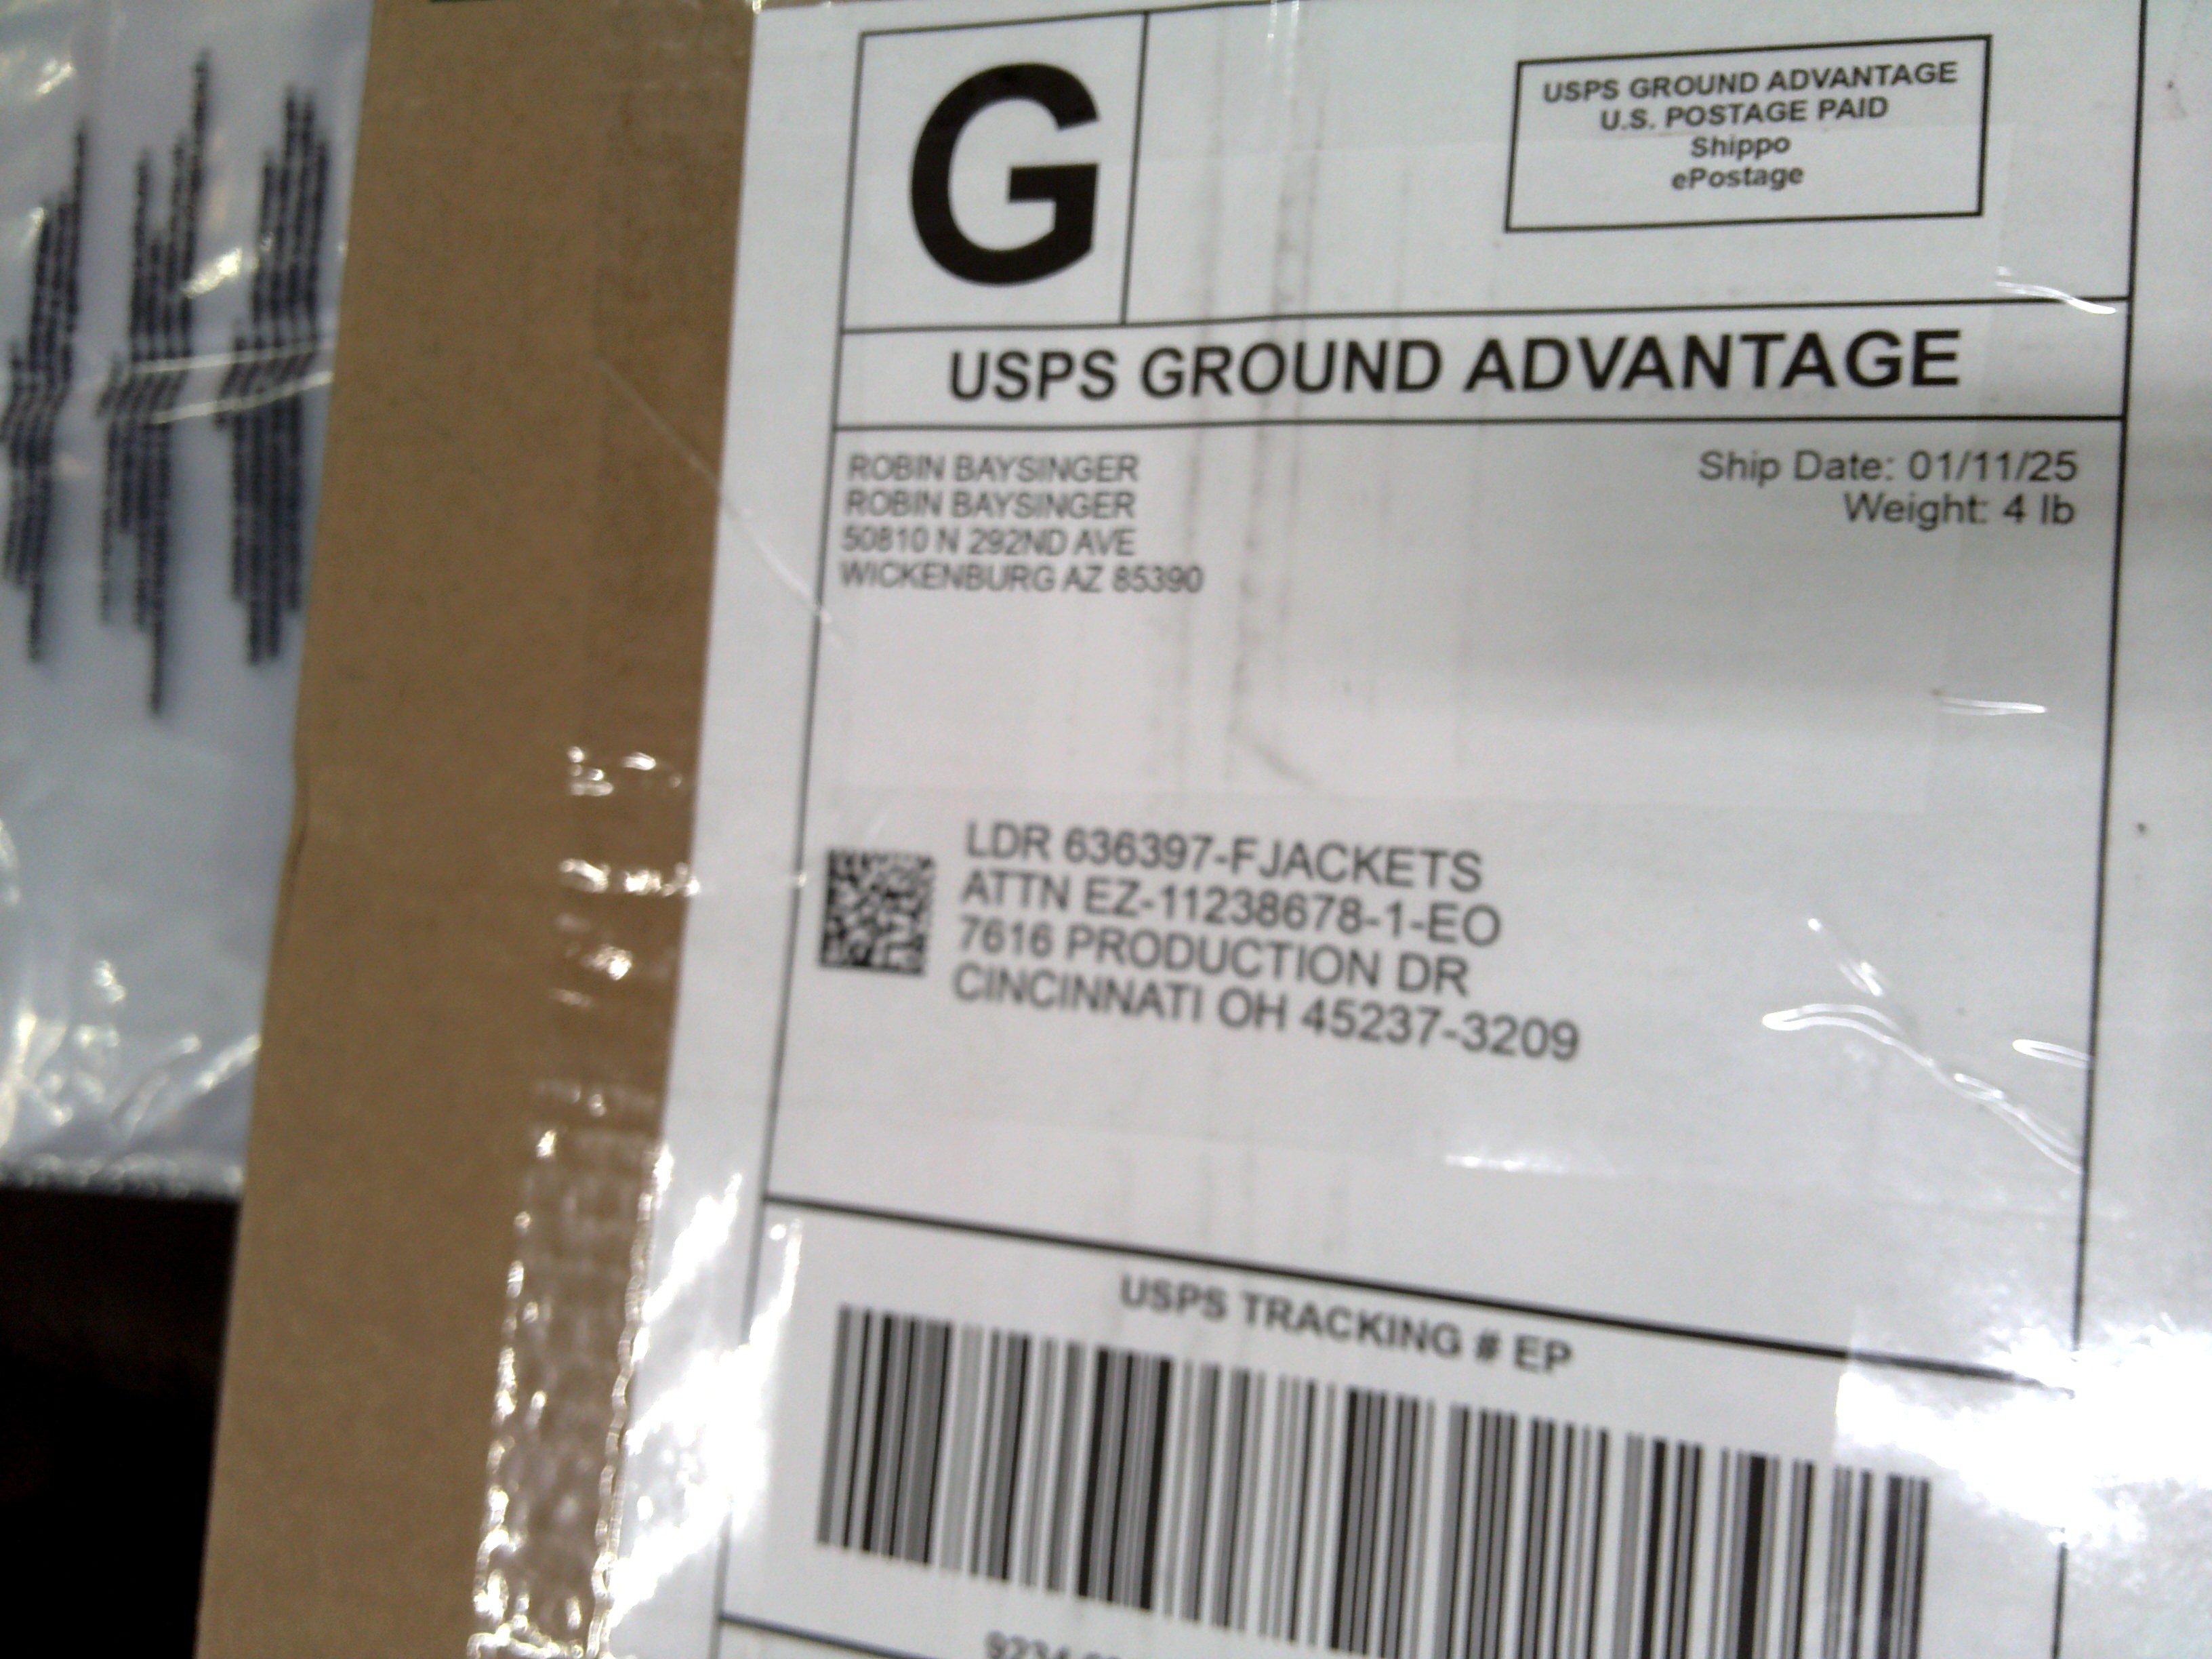 G
USPS GROUND ADVANTAGE
U.S. POSTAGE PAID
Shippo
ePostage
USPS GROUND ADVANTAGE
ROBIN BAYSINGER
ROBIN BAYSINGER
50810 N 292ND AVE
WICKENBURG AZ 85390
Ship Date: 01/11/25
Weight: 4 lb
LDR 636397-FJACKETS
ATTN EZ-11238678-1-EO
7616 PRODUCTION DR
CINCINNATI OH 45237-3209
USPS TRACKING # EP